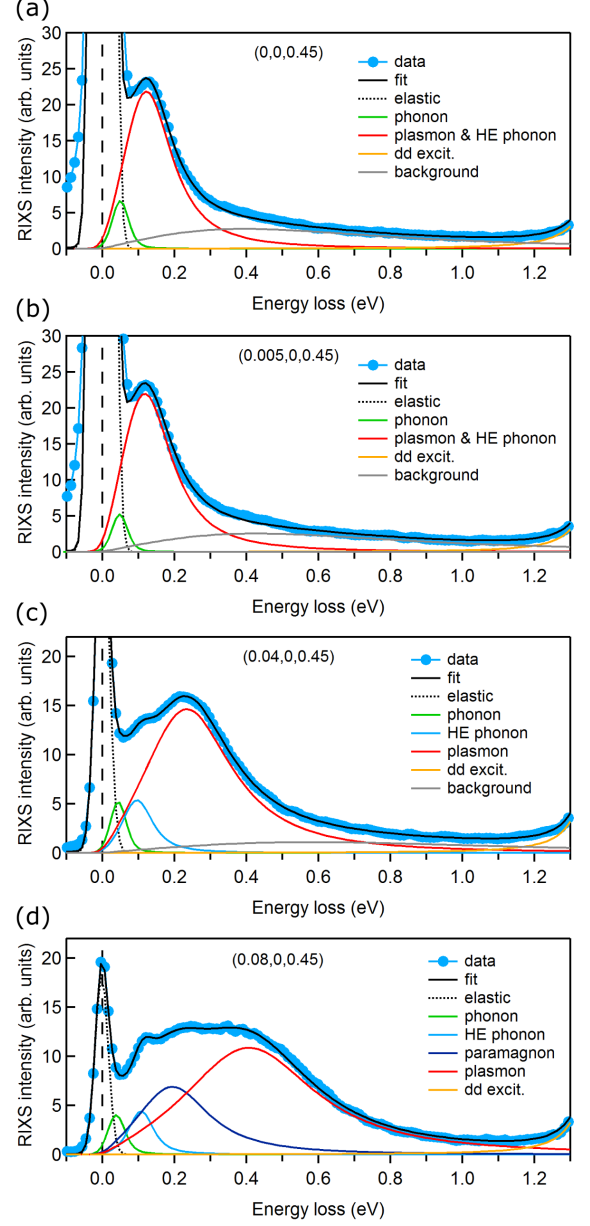 (a)
RIXS intensity (arb. units)
30
25
20
15
10
5
0
(0,0,0.45)
data
fit
elastic
phonon
plasmon & HE phonon
dd excit.
background
0.0 0.2 0.4 0.6 0.8 1.0 1.2
Energy loss (eV)
(b)
RIXS intensity (arb. units)
30
25
20
15
10
5
0
(0.005,0,0.45)
data
fit
elastic
phonon
plasmon & HE phonon
dd excit.
background
0.0 0.2 0.4 0.6 0.8 1.0 1.2
Energy loss (eV)
(c)
RIXS intensity (arb. units)
20
15
10
5
0
(0.04,0,0.45)
data
fit
elastic
phonon
HE phonon
plasmon
dd excit.
background
0.0 0.2 0.4 0.6 0.8 1.0 1.2
Energy loss (eV)
(d)
RIXS intensity (arb. units)
20
15
10
5
0
(0.08,0,0.45)
data
fit
elastic
phonon
HE phonon
paramagnon
plasmon
dd excit.
0.0 0.2 0.4 0.6 0.8 1.0 1.2
Energy loss (eV)